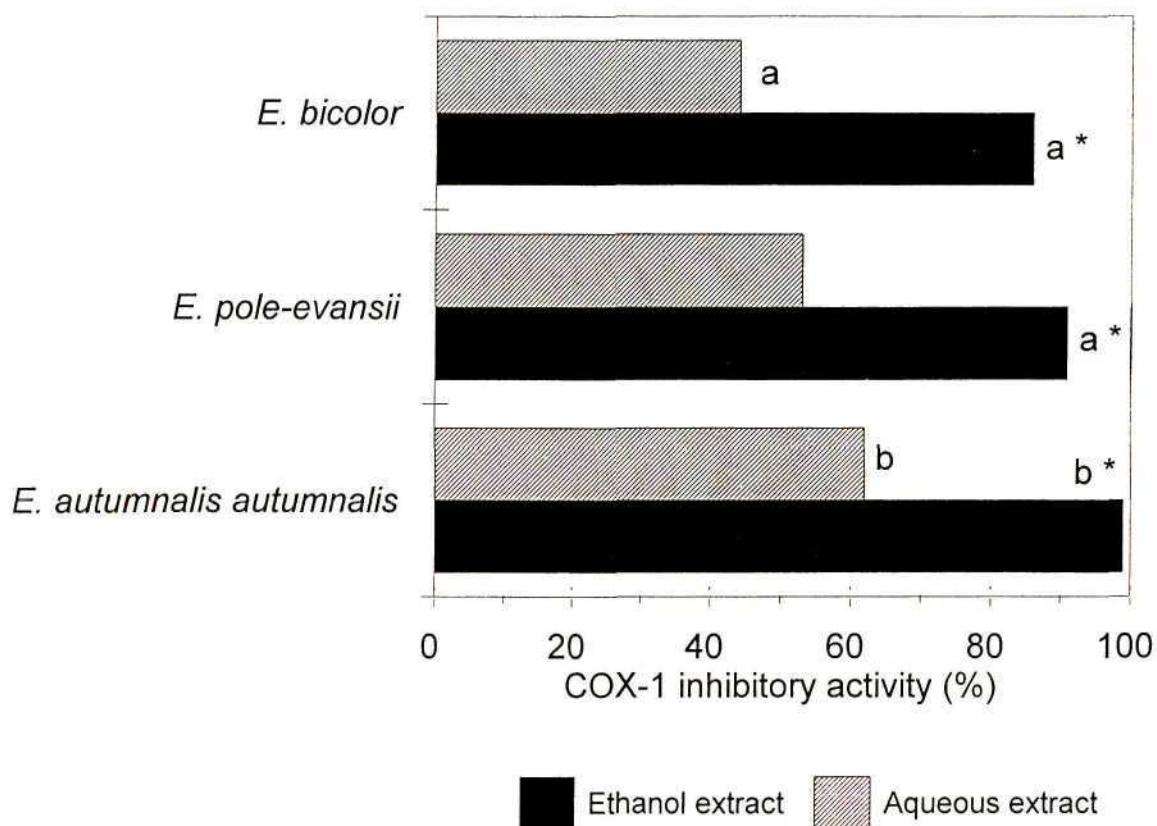 E. bicolor
a
a *
E. pole-evansii
a *
E. autumnalis autumnalis
b
b *
0 20 40 60 80 100
COX-1 inhibitory activity (%)
Ethanol extract Aqueous extract